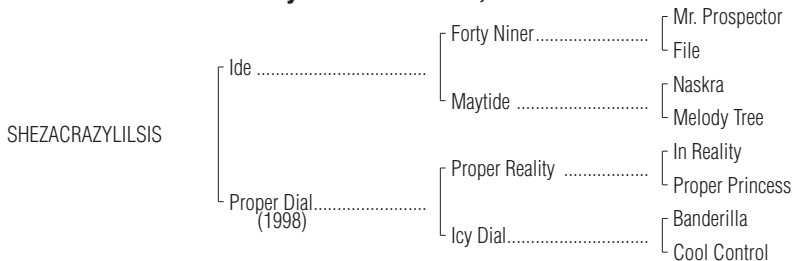 Mr. Prospector
Forty Niner
File
Ide
Naskra
Maytide
Melody Tree
SHEZACRAZYLILSIS
In Reality
Proper Reality
Proper Princess
Proper Dial
(1998)
Banderilla
Icy Dial
Cool Control